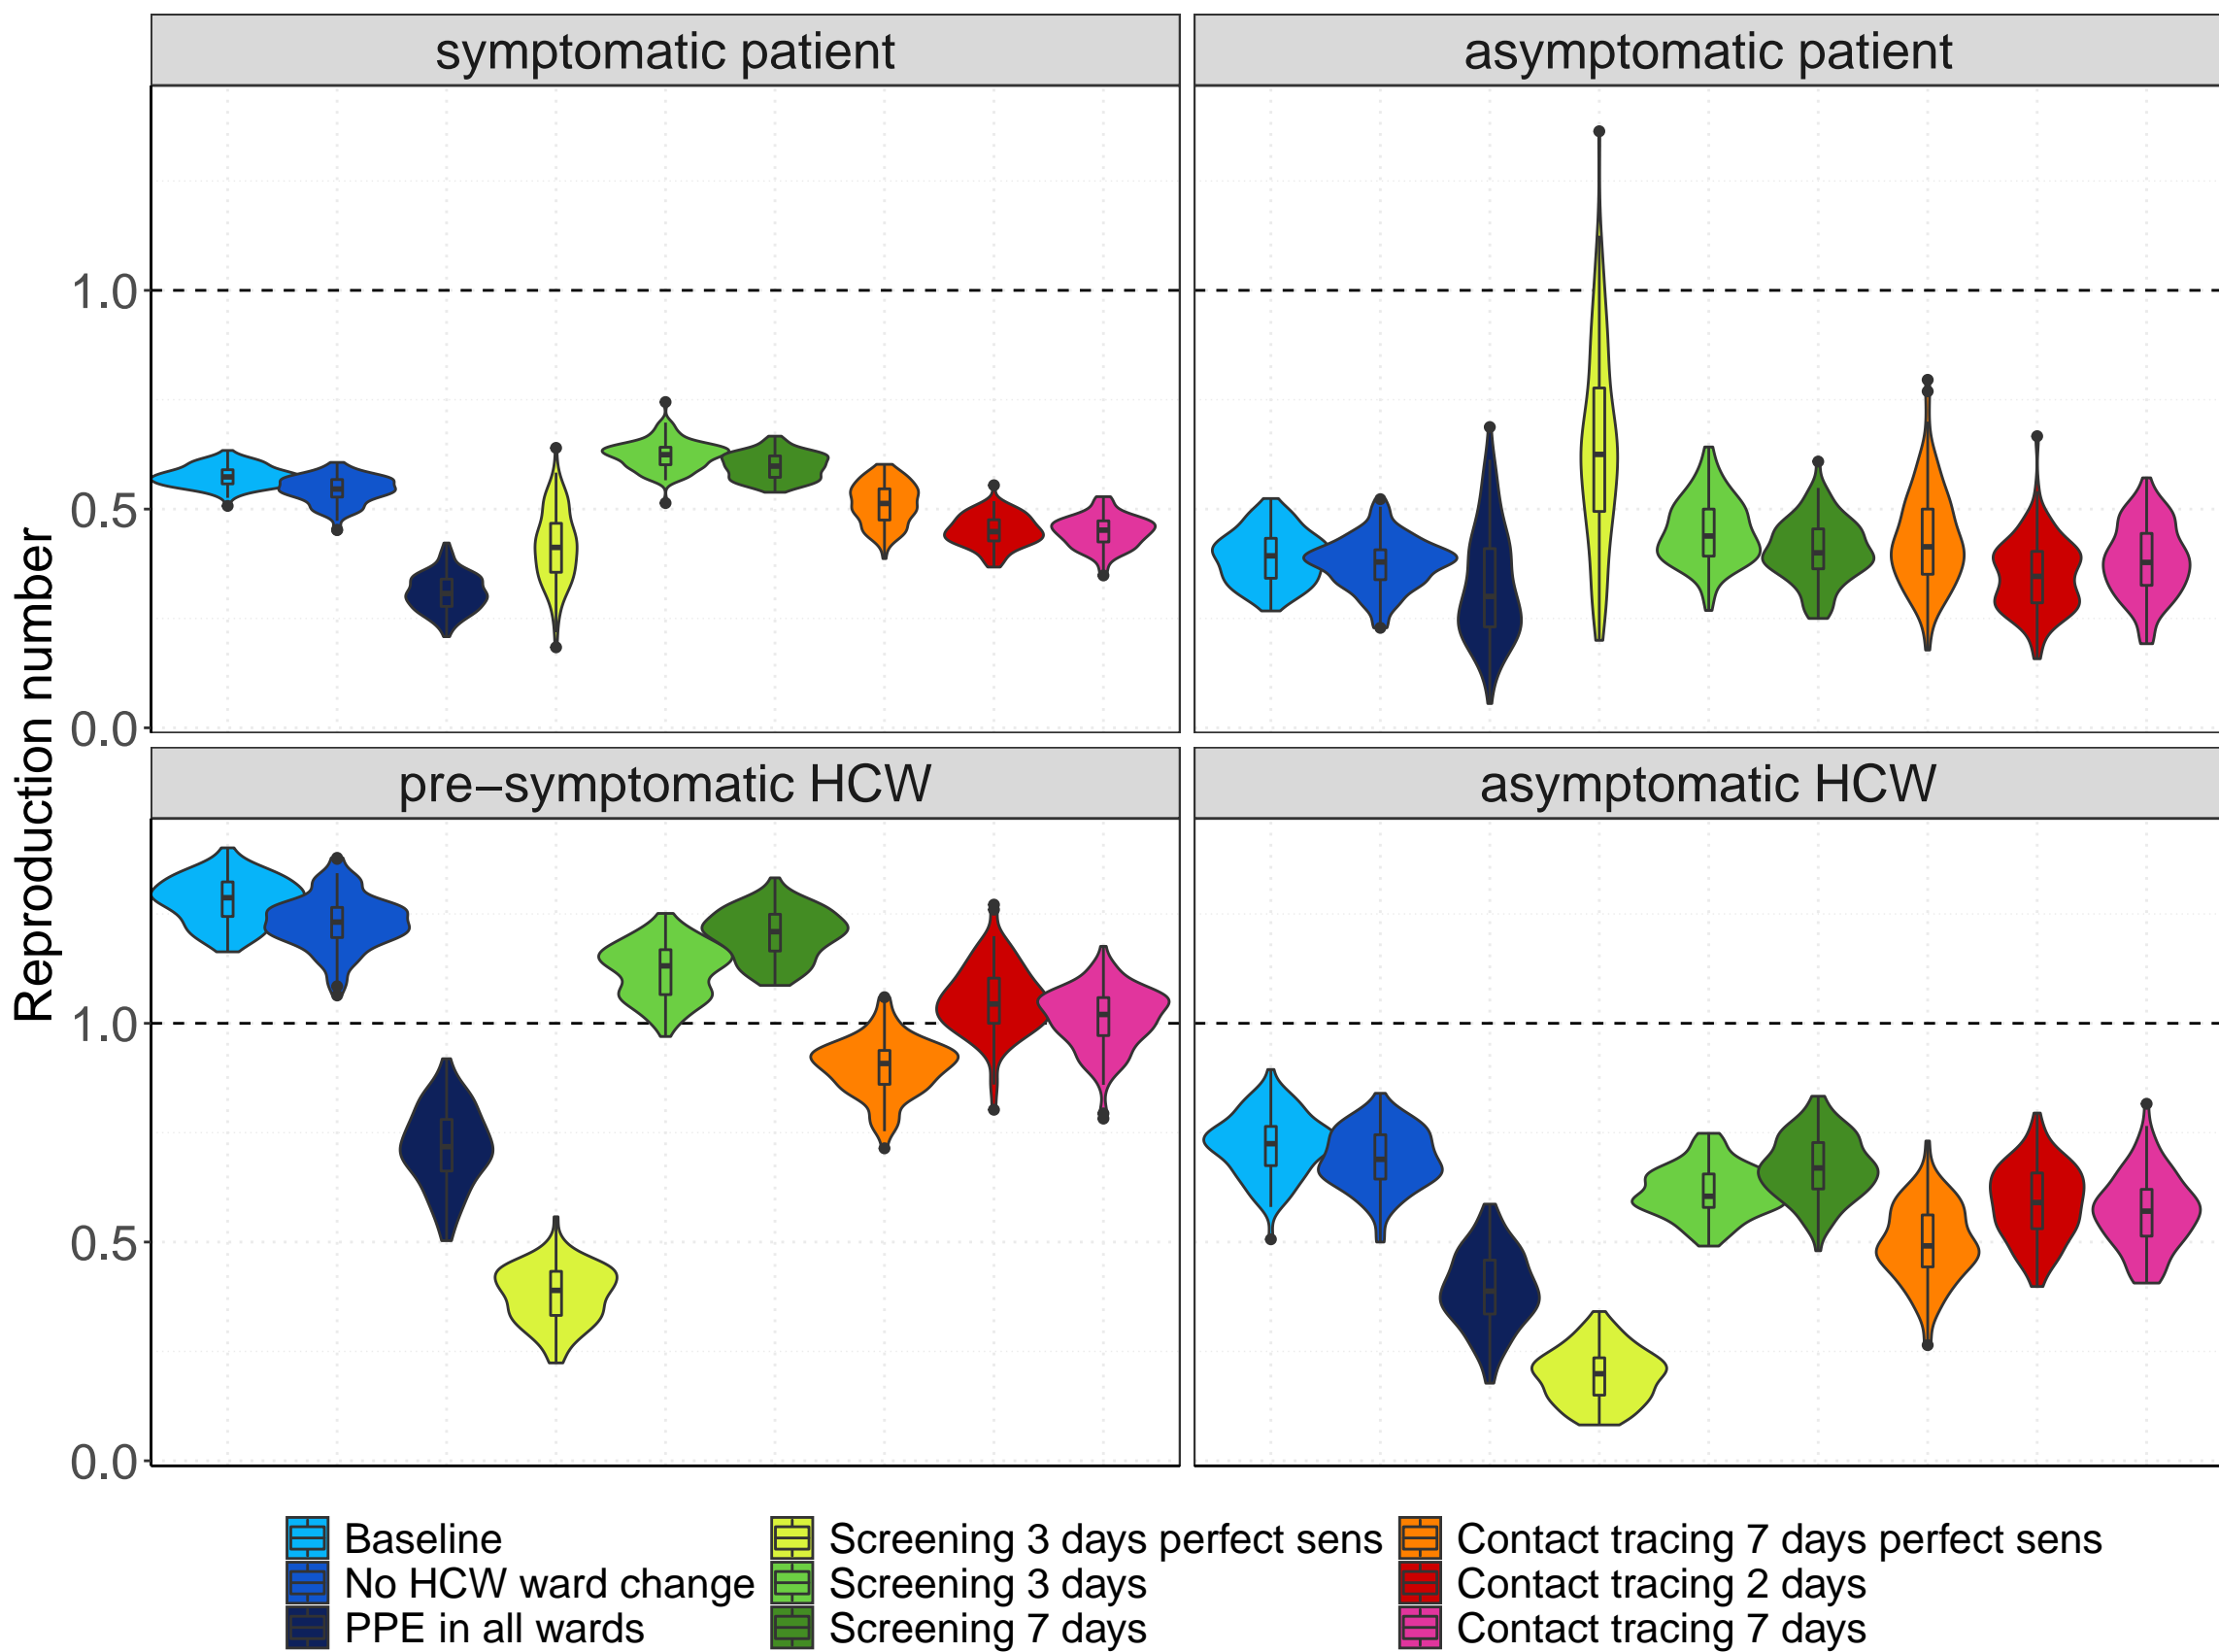 symptomatic patient
asymptomatic patient
1.0
0.5
0.0
Reproduction number
pre−symptomatic HCW
asymptomatic HCW
1.0
0.5
0.0
Baseline
No HCW ward change
PPE in all wards
Screening 3 days perfect sens
Screening 3 days
Screening 7 days
Contact tracing 7 days perfect sens
Contact tracing 2 days
Contact tracing 7 days